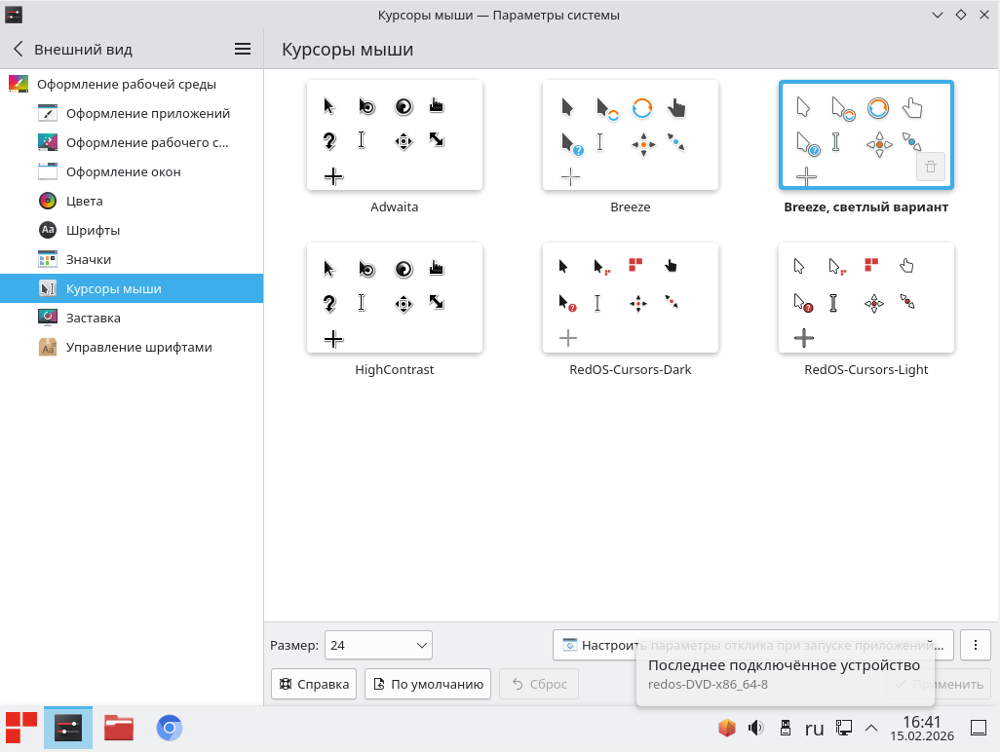 Курсоры мыши — Параметры системы
Внешний вид
Курсоры мыши
Оформление рабочей среды
Оформление приложений
Оформление рабочего с...
Оформление окон
Цвета
Шрифты
Значки
Курсоры мыши
Заставка
Управление шрифтами
Adwaita
Breeze
Breeze, светлый вариант
HighContrast
RedOS-Cursors-Dark
RedOS-Cursors-Light
Размер:
24
Настроить параметры отклика при запуске приложений...
Справка
По умолчанию
Сброс
Применить
Последнее подключённое устройство
redos-DVD-x86_64-8
ru
16:41
15.02.2026